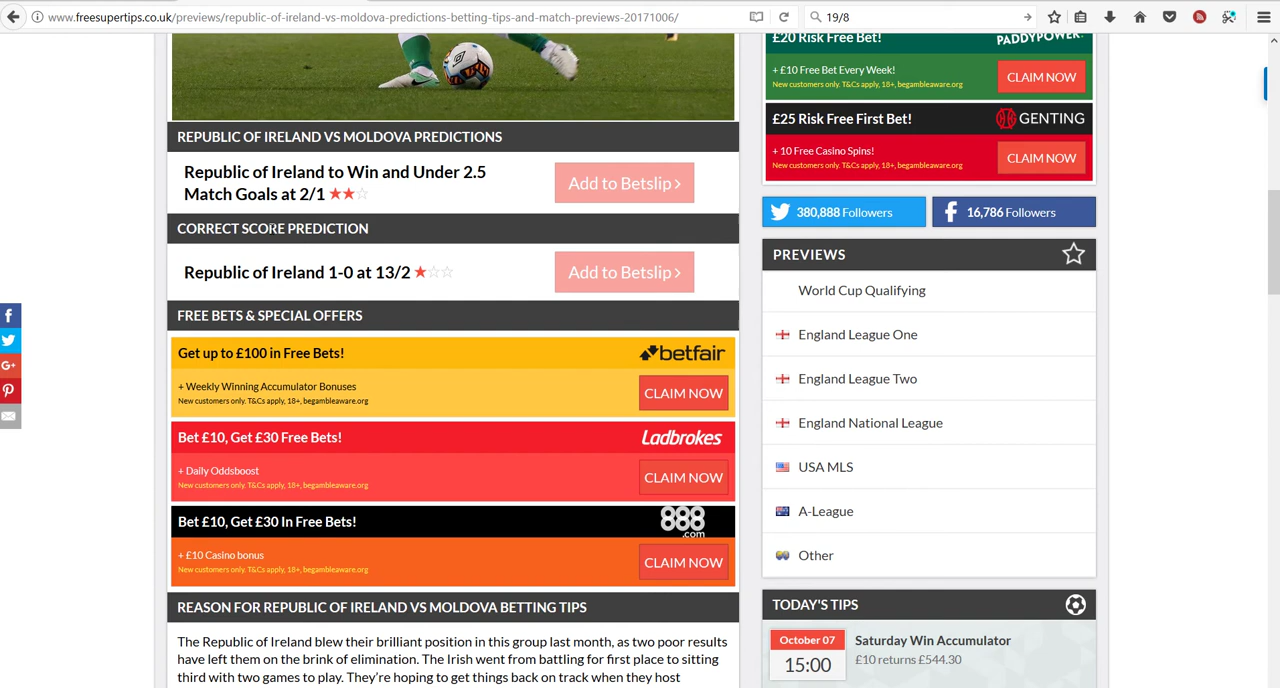 www.freesupertips.co.uk/previews/republic-of-ireland-vs-moldova-predictions-betting-tips-and-match-previews-20171006/
19/8
REPUBLIC OF IRELAND VS MOLDOVA PREDICTIONS
Republic of Ireland to Win and Under 2.5
Match Goals at 2/1
Add to Betslip >
CORRECT SCORE PREDICTION
Republic of Ireland 1-0 at 13/2
Add to Betslip >
FREE BETS & SPECIAL OFFERS
Get up to £100 in Free Bets!
betfair
+ Weekly Winning Accumulator Bonuses
New customers only. T&Cs apply, 18+, begambleaware.org
CLAIM NOW
Bet £10, Get £30 Free Bets!
Ladbrokes
+ Daily Oddsboost
New customers only. T&Cs apply, 18+, begambleaware.org
CLAIM NOW
Bet £10, Get £30 In Free Bets!
888
.com
+ £10 Casino bonus
New customers only. T&Cs apply, 18+, begambleaware.org
CLAIM NOW
REASON FOR REPUBLIC OF IRELAND VS MOLDOVA BETTING TIPS
The Republic of Ireland blew their brilliant position in this group last month, as two poor results
have left them on the brink of elimination. The Irish went from battling for first place to sitting
third with two games to play. They're hoping to get things back on track when they host
£20 Risk Free Bet!
PADDYPOWER
+ £10 Free Bet Every Week!
New customers only. T&Cs apply, 18+, begambleaware.org
CLAIM NOW
£25 Risk Free First Bet!
GENTING
+ 10 Free Casino Spins!
New customers only. T&Cs apply, 18+, begambleaware.org
CLAIM NOW
380,888 Followers
16,786 Followers
PREVIEWS
World Cup Qualifying
England League One
England League Two
England National League
USA MLS
A-League
Other
TODAY'S TIPS
October 07
15:00
Saturday Win Accumulator
£10 returns £544.30